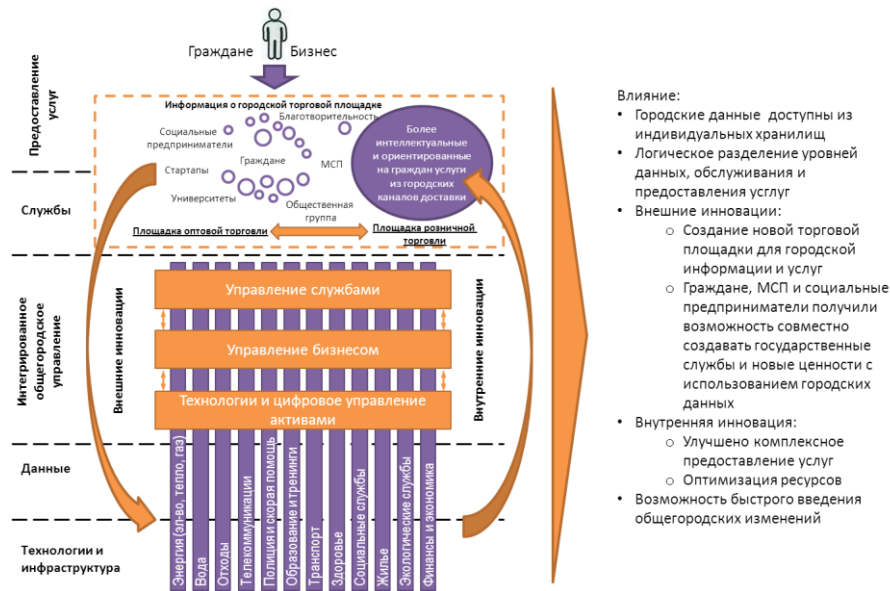 Граждане
Бизнес
Предоставление
услуг
Информация о городской торговой площадке
Благотворительность
Социальные
предприниматели
Граждане
МСП
Стартапы
Университеты
Общественная
группа
Более
интеллектуальные
и ориентированные
на граждан услуги
из городских
каналов доставки
Службы
Площадка оптовой торговли
Площадка розничной
торговли
Интегрированное
общегородское
управление
Внешние инновации
Управление службами
Управление бизнесом
Технологии и цифровое управление
активами
Внутренние инновации
Данные
Технологии и
инфраструктура
Энергия (эл-во, тепло, газ)
Вода
Отходы
Телекоммуникации
Полиция и скорая помощь
Образование и тренинги
Транспорт
Здоровье
Социальные службы
Жилье
Экологические службы
Финансы и экономика
Влияние:
• Городские данные доступны из
индивидуальных хранилищ
• Логическое разделение уровней
данных, обслуживания и
предоставления усглуг
• Внешние инновации:
o Создание новой торговой
площадки для городской
информации и услуг
o Граждане, МСП и социальные
предприниматели получили
возможность совместно
создавать государственные
службы и новые ценности с
использованием городских
данных
• Внутренняя инновация:
o Улучшено комплексное
предоставление услуг
o Оптимизация ресурсов
• Возможность быстрого введения
общегородских изменений